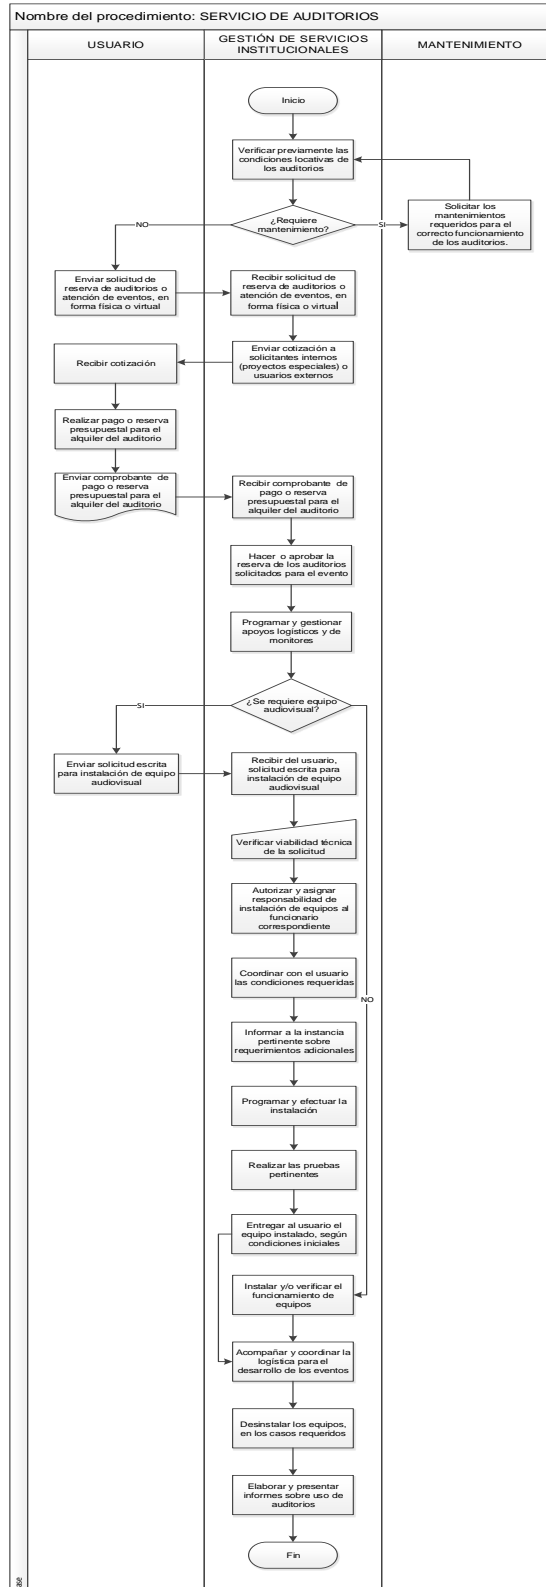 Nombre del procedimiento: SERVICIO DE AUDITORIOS
USUARIO
GESTIÓN DE SERVICIOS
INSTITUCIONALES
MANTENIMIENTO
Inicio
Verificar previamente las
condiciones locativas de
los auditorios
¿Requiere
mantenimiento?
NO
SI
Solicitar los
mantenimientos
requeridos para el
correcto funcionamiento
de los auditorios.
Enviar solicitud de
reserva de auditorios o
atención de eventos, en
forma física o virtual
Recibir solicitud de
reserva de auditorios o
atención de eventos, en
forma física o virtual
Enviar cotización a
solicitantes internos
(proyectos especiales) o
usuarios externos
Recibir cotización
Realizar pago o reserva
presupuestal para el
alquiler del auditorio
Enviar comprobante de
pago o reserva
presupuestal para el
alquiler del auditorio
Recibir comprobante de
pago o reserva
presupuestal para el
alquiler del auditorio
Hacer o aprobar la
reserva de los auditorios
solicitados para el evento
Programar y gestionar
apoyos logísticos y de
monitores
¿Se requiere equipo
audiovisual?
SI
Enviar solicitud escrita
para instalación de equipo
audiovisual
Recibir del usuario,
solicitud escrita para
instalación de equipo
audiovisual
Verificar viabilidad técnica
de la solicitud
Autorizar y asignar
responsabilidad de
instalación de equipos al
funcionario
correspondiente
Coordinar con el usuario
las condiciones requeridas
NO
Informar a la instancia
pertinente sobre
requerimientos adicionales
Programar y efectuar la
instalación
Realizar las pruebas
pertinentes
Entregar al usuario el
equipo instalado, según
condiciones iniciales
Instalar y/o verificar el
funcionamiento de
equipos
Acompañar y coordinar la
logística para el
desarrollo de los eventos
Desinstalar los equipos,
en los casos requeridos
Elaborar y presentar
informes sobre uso de
auditorios
Fin